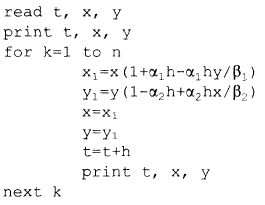 read t, x, y
print t, x, y
for k=1 to n
x₁=x(1+α₁h-α₁hy/β₁)
y₁=y(1-α₂h+α₂hx/β₂)
x=x₁
y=y₁
t=t+h
print t, x, y
next k